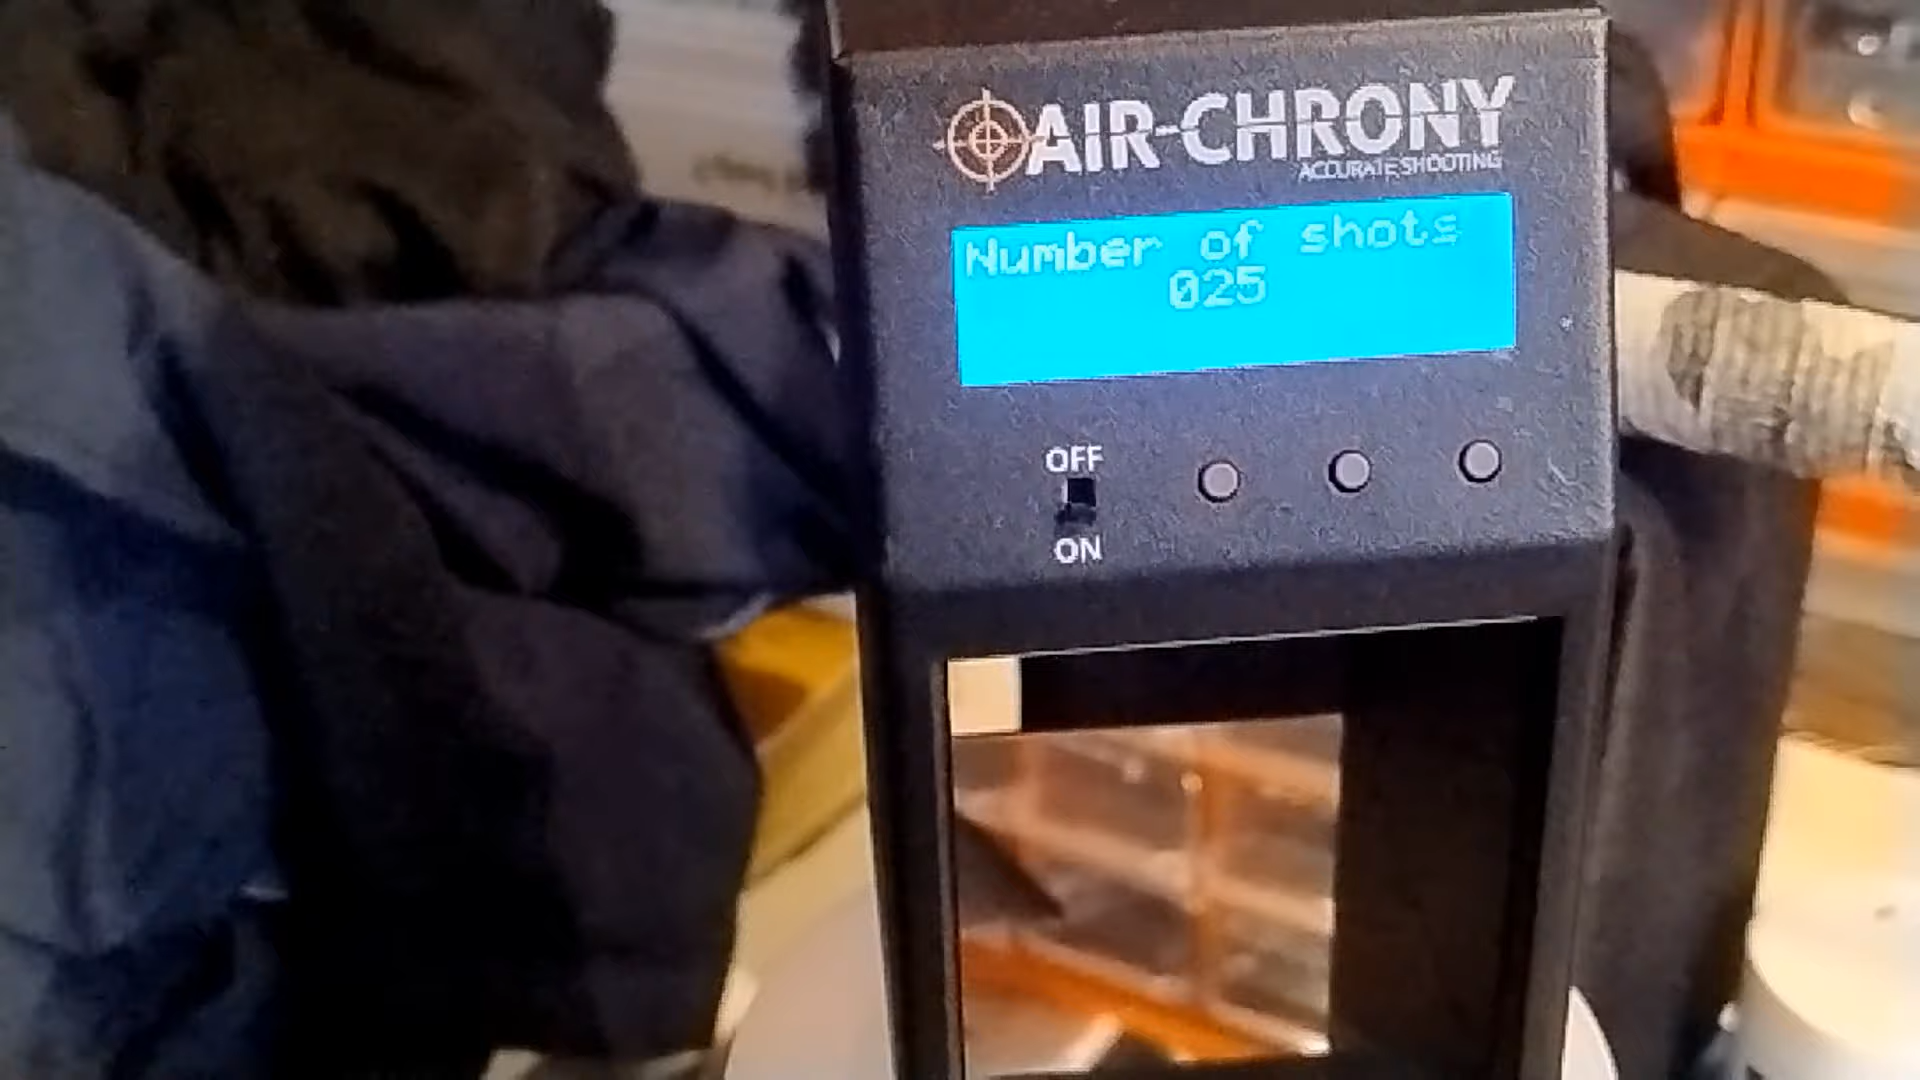 AIR-CHRONY
ACCURATE SHOOTING
Number of shots
025
OFF
ON